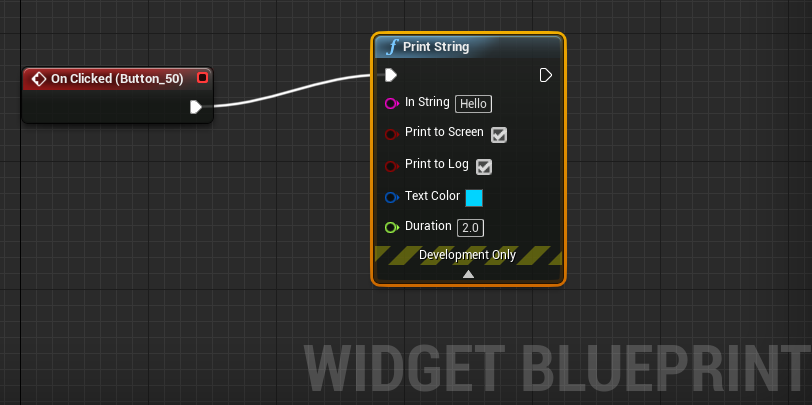 Print String
On Clicked (Button_50)
In String Hello
Print to Screen
Print to Log
Text Color
Duration 2.0
Development Only
WIDGET BLUEPRINT